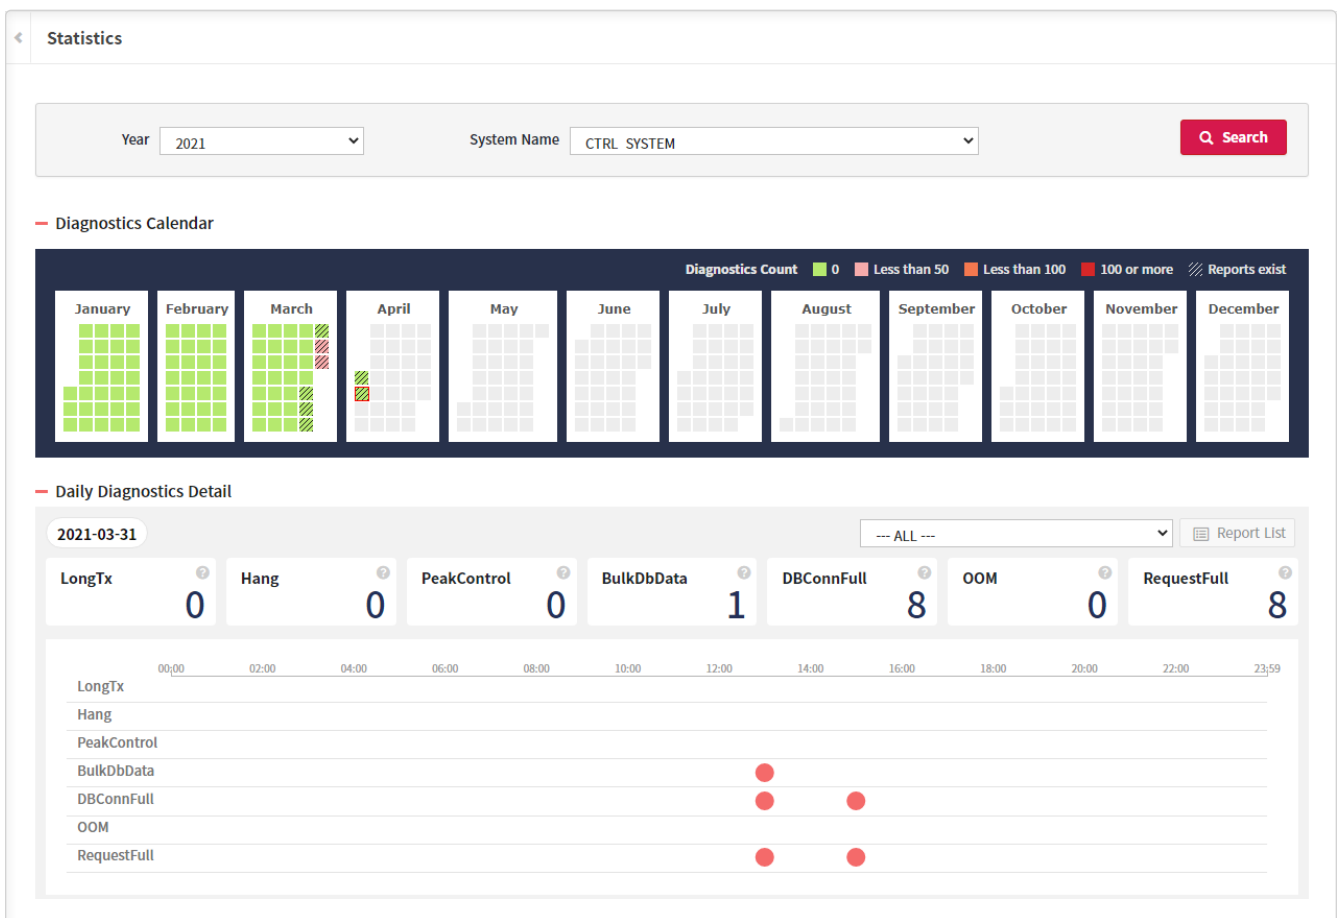 Statistics
Year 2021 System Name CTRL_SYSTEM Search
Diagnostics Calendar
Diagnostics Count 0 Less than 50 Less than 100 100 or more Reports exist
January February March April May June July August September October November December
Daily Diagnostics Detail
2021-03-31 --- ALL --- Report List
LongTx ? Hang ? PeakControl ? BulkDbData ? DBConnFull ? OOM ? RequestFull ?
0 0 0 1 8 0 8
00:00 02:00 04:00 06:00 08:00 10:00 12:00 14:00 16:00 18:00 20:00 22:00 23:59
LongTx
Hang
PeakControl
BulkDbData
DBConnFull
OOM
RequestFull